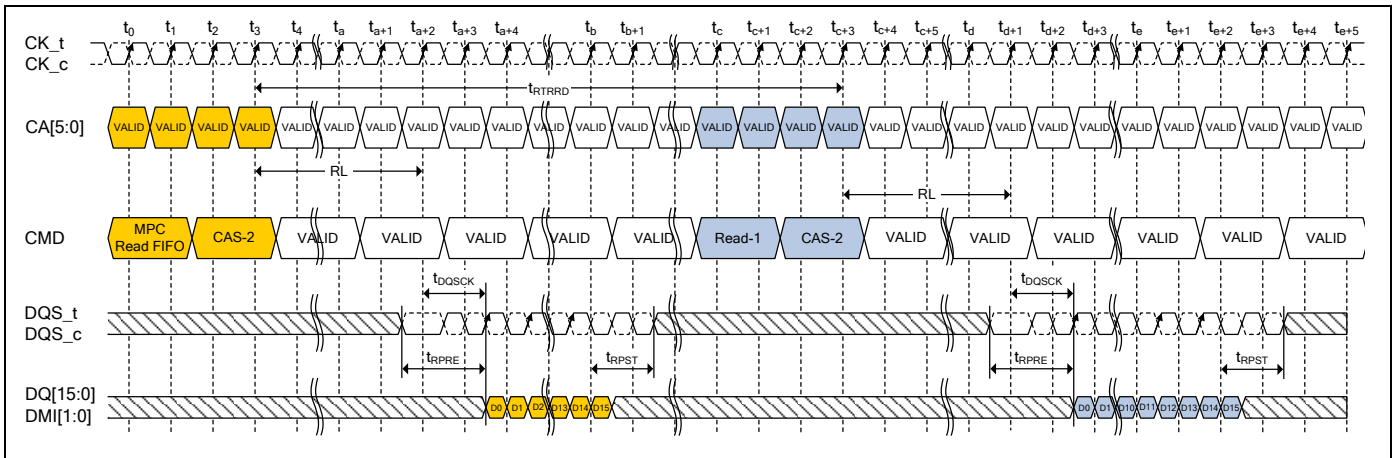 t0 t1 t2 t3 t4 ta ta+1 ta+2 ta+3 ta+4 tb tb+1 tc tc+1 tc+2 tc+3 tc+4 tc+5 td td+1 td+2 td+3 te te+1 te+2 te+3 te+4 te+5
CK_t
CK_c
tRTRRD
CA[5:0] VALID VALID VALID VALID VALID VALID VALID VALID VALID VALID VALID VALID VALID VALID VALID VALID VALID VALID VALID VALID VALID VALID VALID VALID VALID VALID VALID VALID VALID VALID
RL
RL
CMD MPC Read FIFO CAS-2 VALID VALID VALID VALID VALID Read-1 CAS-2 VALID VALID VALID VALID VALID VALID
tDQSCK tDQSCK
DQS_t
DQS_c
tRPRE tRPST tRPRE tRPST
DQ[15:0]
DMI[1:0]
D0 D1 D2 D13 D14 D15 D0 D1 D10 D11 D12 D13 D14 D15